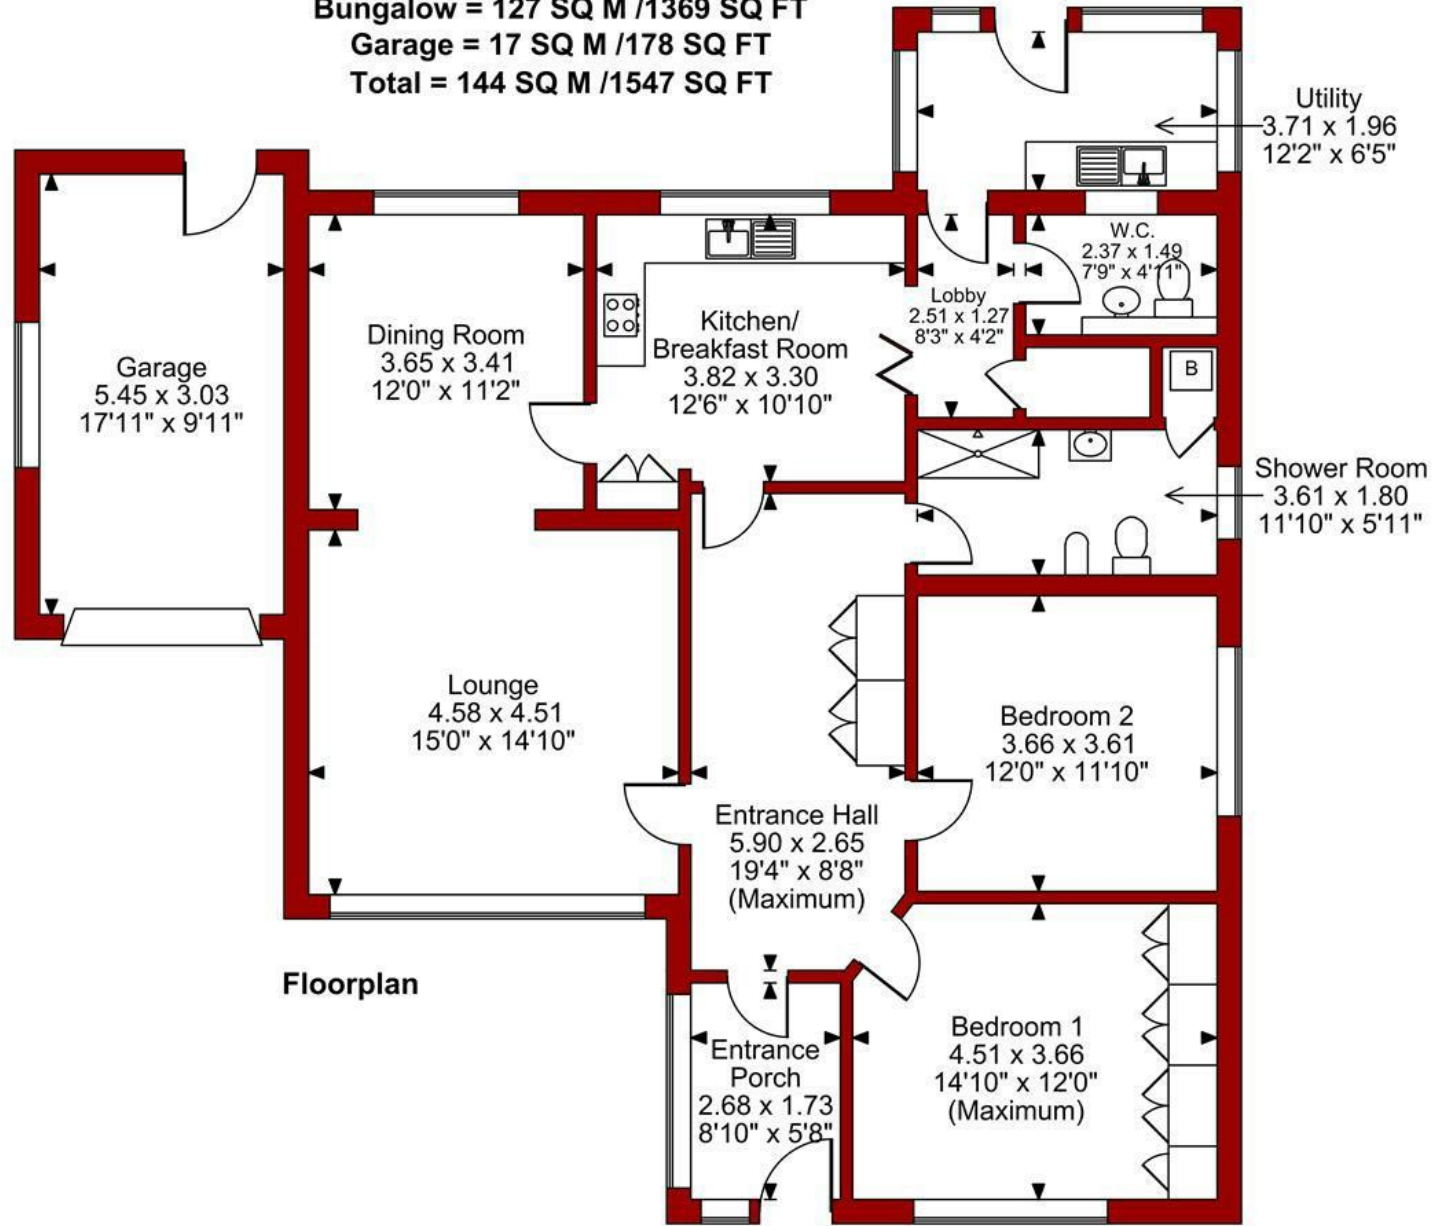 Bungalow = 127 SQ M /1369 SQ FT
Garage = 17 SQ M /178 SQ FT
Total = 144 SQ M /1547 SQ FT
Utility
3.71 x 1.96
12'2" x 6'5"
W.C.
2.37 x 1.49
7'9" x 4'11"
Lobby
2.51 x 1.27
8'3" x 4'2"
Dining Room
3.65 x 3.41
12'0" x 11'2"
Kitchen/
Breakfast Room
3.82 x 3.30
12'6" x 10'10"
Garage
5.45 x 3.03
17'11" x 9'11"
B
Shower Room
3.61 x 1.80
11'10" x 5'11"
Lounge
4.58 x 4.51
15'0" x 14'10"
Bedroom 2
3.66 x 3.61
12'0" x 11'10"
Entrance Hall
5.90 x 2.65
19'4" x 8'8"
(Maximum)
Floorplan
Entrance
Porch
2.68 x 1.73
8'10" x 5'8"
Bedroom 1
4.51 x 3.66
14'10" x 12'0"
(Maximum)